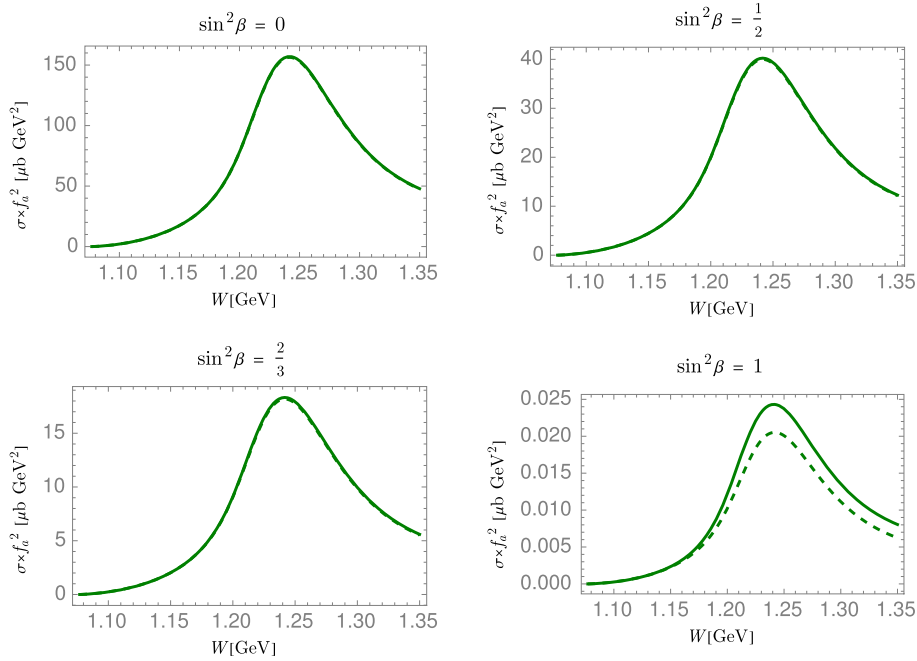 sin²β = 0
150
100
50
0
σ×fₐ² [μb GeV²]
1.10 1.15 1.20 1.25 1.30 1.35
W[GeV]
sin²β = 1/2
40
30
20
10
0
σ×fₐ² [μb GeV²]
1.10 1.15 1.20 1.25 1.30 1.35
W[GeV]
sin²β = 2/3
15
10
5
0
σ×fₐ² [μb GeV²]
1.10 1.15 1.20 1.25 1.30 1.35
W[GeV]
sin²β = 1
0.025
0.020
0.015
0.010
0.005
0.000
σ×fₐ² [μb GeV²]
1.10 1.15 1.20 1.25 1.30 1.35
W[GeV]